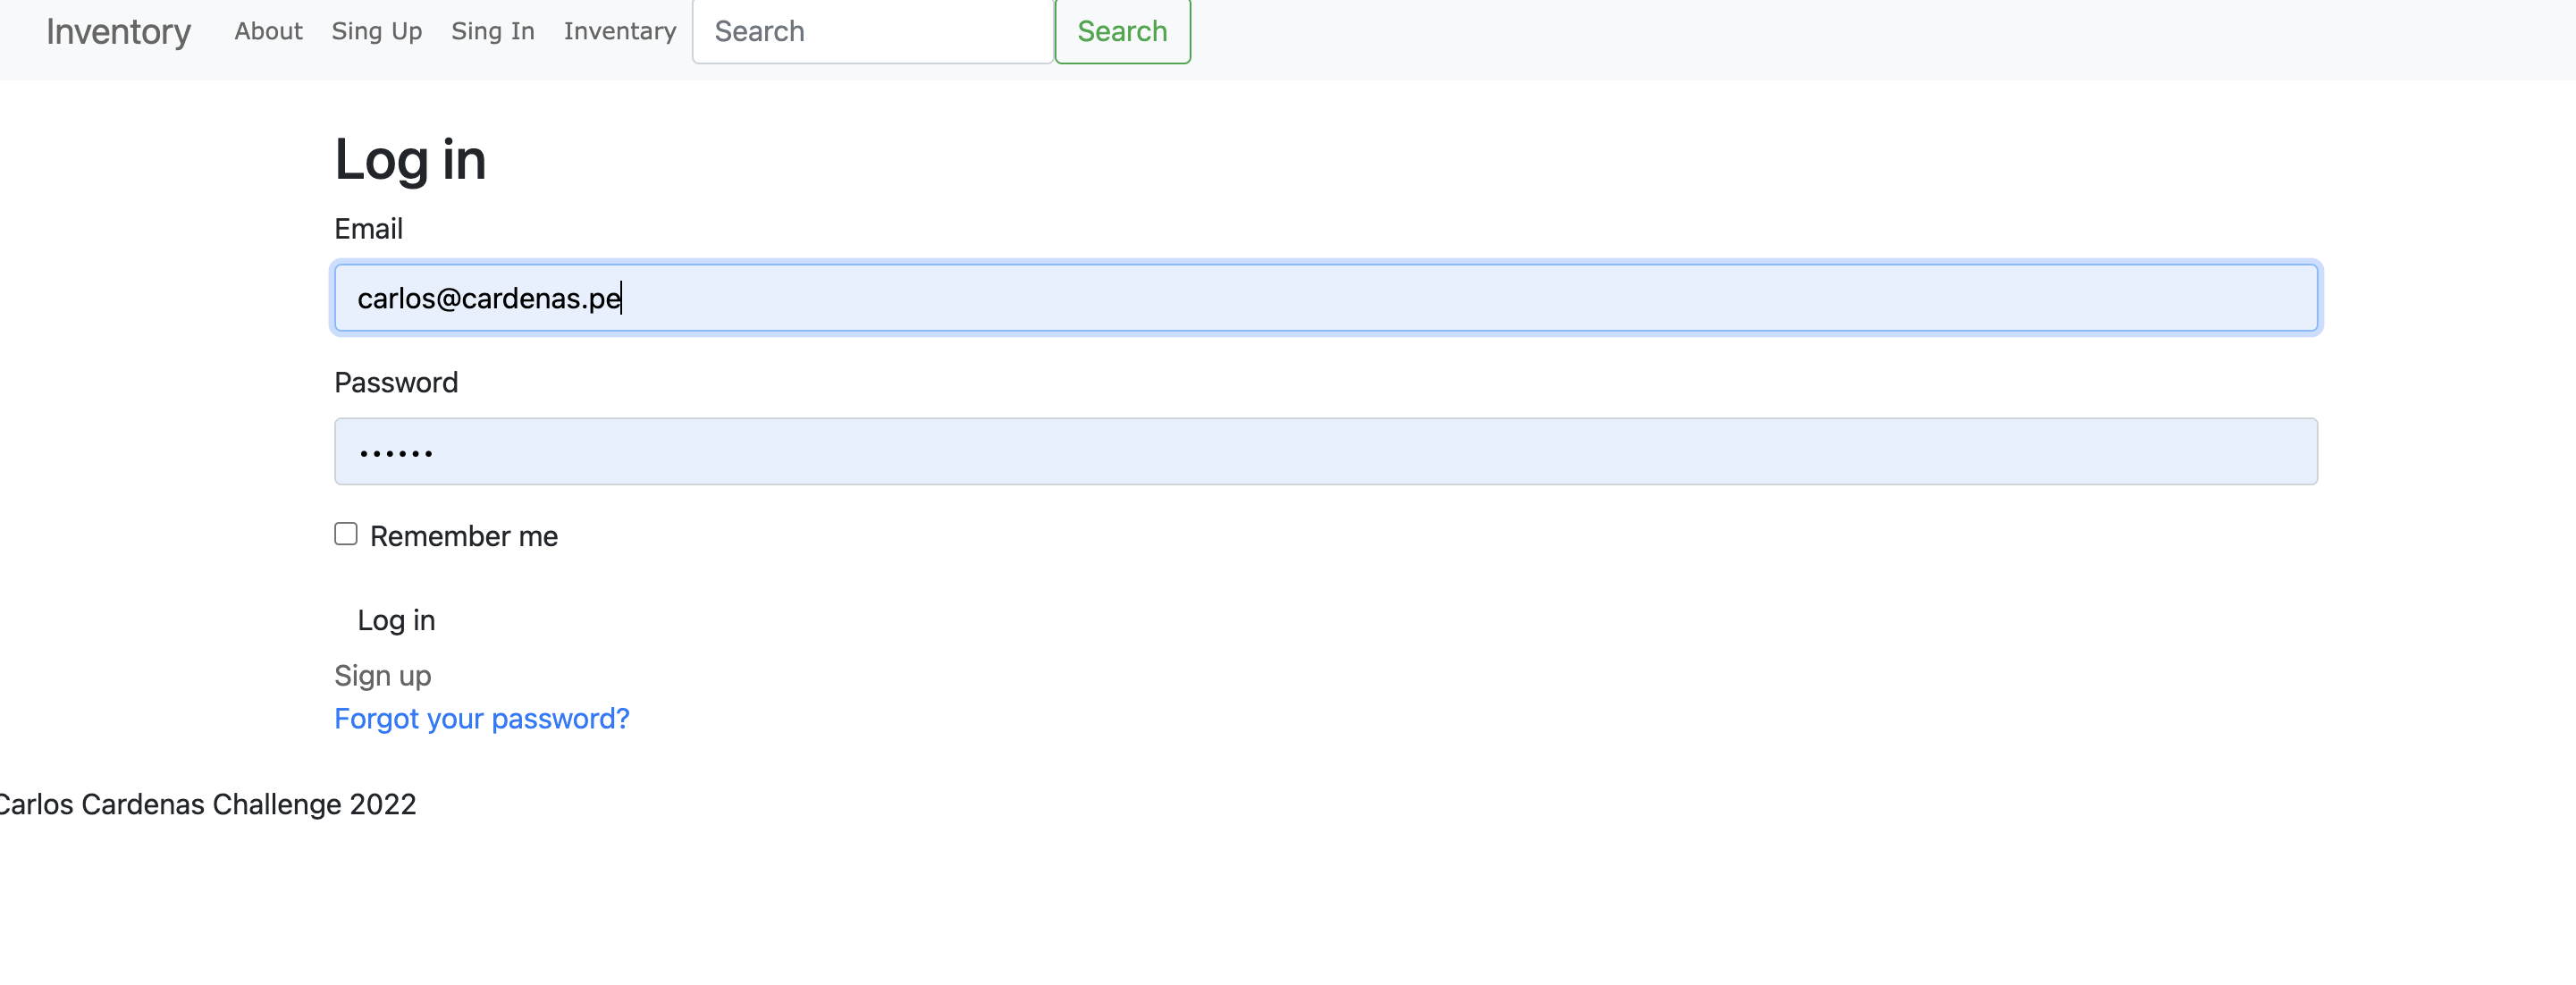 Inventory About Sing Up Sing In Inventary Search Search
Log in
Email
carlos@cardenas.pe
Password
••••••
Remember me
Log in
Sign up
Forgot your password?
Carlos Cardenas Challenge 2022